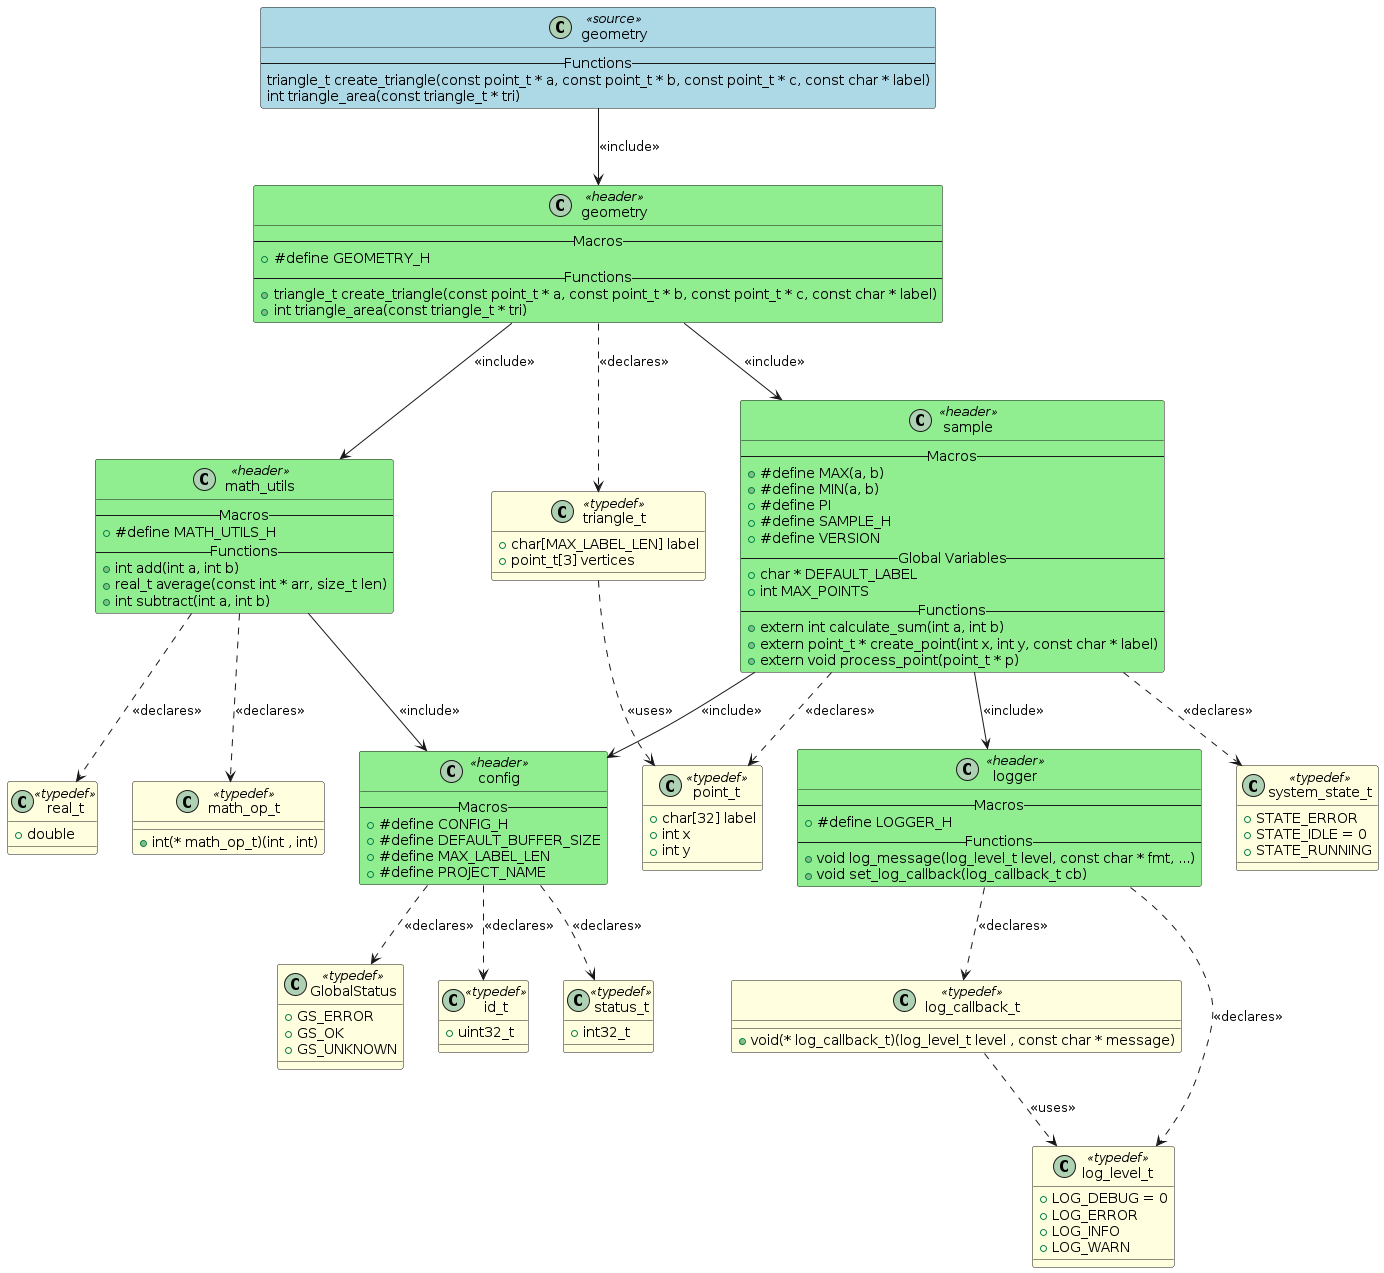 «source»
C
geometry
Functions
triangle_t create_triangle(const point_t * a, const point_t * b, const point_t * c, const char * label)
int triangle_area(const triangle_t * tri)
«include»
«header»
C
geometry
Macros
#define GEOMETRY_H
Functions
triangle_t create_triangle(const point_t * a, const point_t * b, const point_t * c, const char * label)
int triangle_area(const triangle_t * tri)
«include»
«declares»
«include»
«header»
C
sample
Macros
#define MAX(a, b)
#define MIN(a, b)
#define PI
#define SAMPLE_H
#define VERSION
Global Variables
char * DEFAULT_LABEL
int MAX_POINTS
Functions
extern int calculate_sum(int a, int b)
extern point_t * create_point(int x, int y, const char * label)
extern void process_point(point_t * p)
«header»
C
math_utils
Macros
#define MATH_UTILS_H
Functions
int add(int a, int b)
real_t average(const int * arr, size_t len)
int subtract(int a, int b)
«typedef»
C
triangle_t
char[MAX_LABEL_LEN] label
point_t[3] vertices
«declares»
«declares»
«include»
«uses»
«include»
«declares»
«include»
«declares»
«typedef»
C
real_t
double
«typedef»
C
math_op_t
int(* math_op_t)(int , int)
«header»
C
config
Macros
#define CONFIG_H
#define DEFAULT_BUFFER_SIZE
#define MAX_LABEL_LEN
#define PROJECT_NAME
«typedef»
C
point_t
char[32] label
int x
int y
«header»
C
logger
Macros
#define LOGGER_H
Functions
void log_message(log_level_t level, const char * fmt, ...)
void set_log_callback(log_callback_t cb)
«typedef»
C
system_state_t
STATE_ERROR
STATE_IDLE = 0
STATE_RUNNING
«declares»
«declares»
«declares»
«declares»
«declares»
«typedef»
C
GlobalStatus
GS_ERROR
GS_OK
GS_UNKNOWN
«typedef»
C
id_t
uint32_t
«typedef»
C
status_t
int32_t
«typedef»
C
log_callback_t
void(* log_callback_t)(log_level_t level , const char * message)
«uses»
«typedef»
C
log_level_t
LOG_DEBUG = 0
LOG_ERROR
LOG_INFO
LOG_WARN